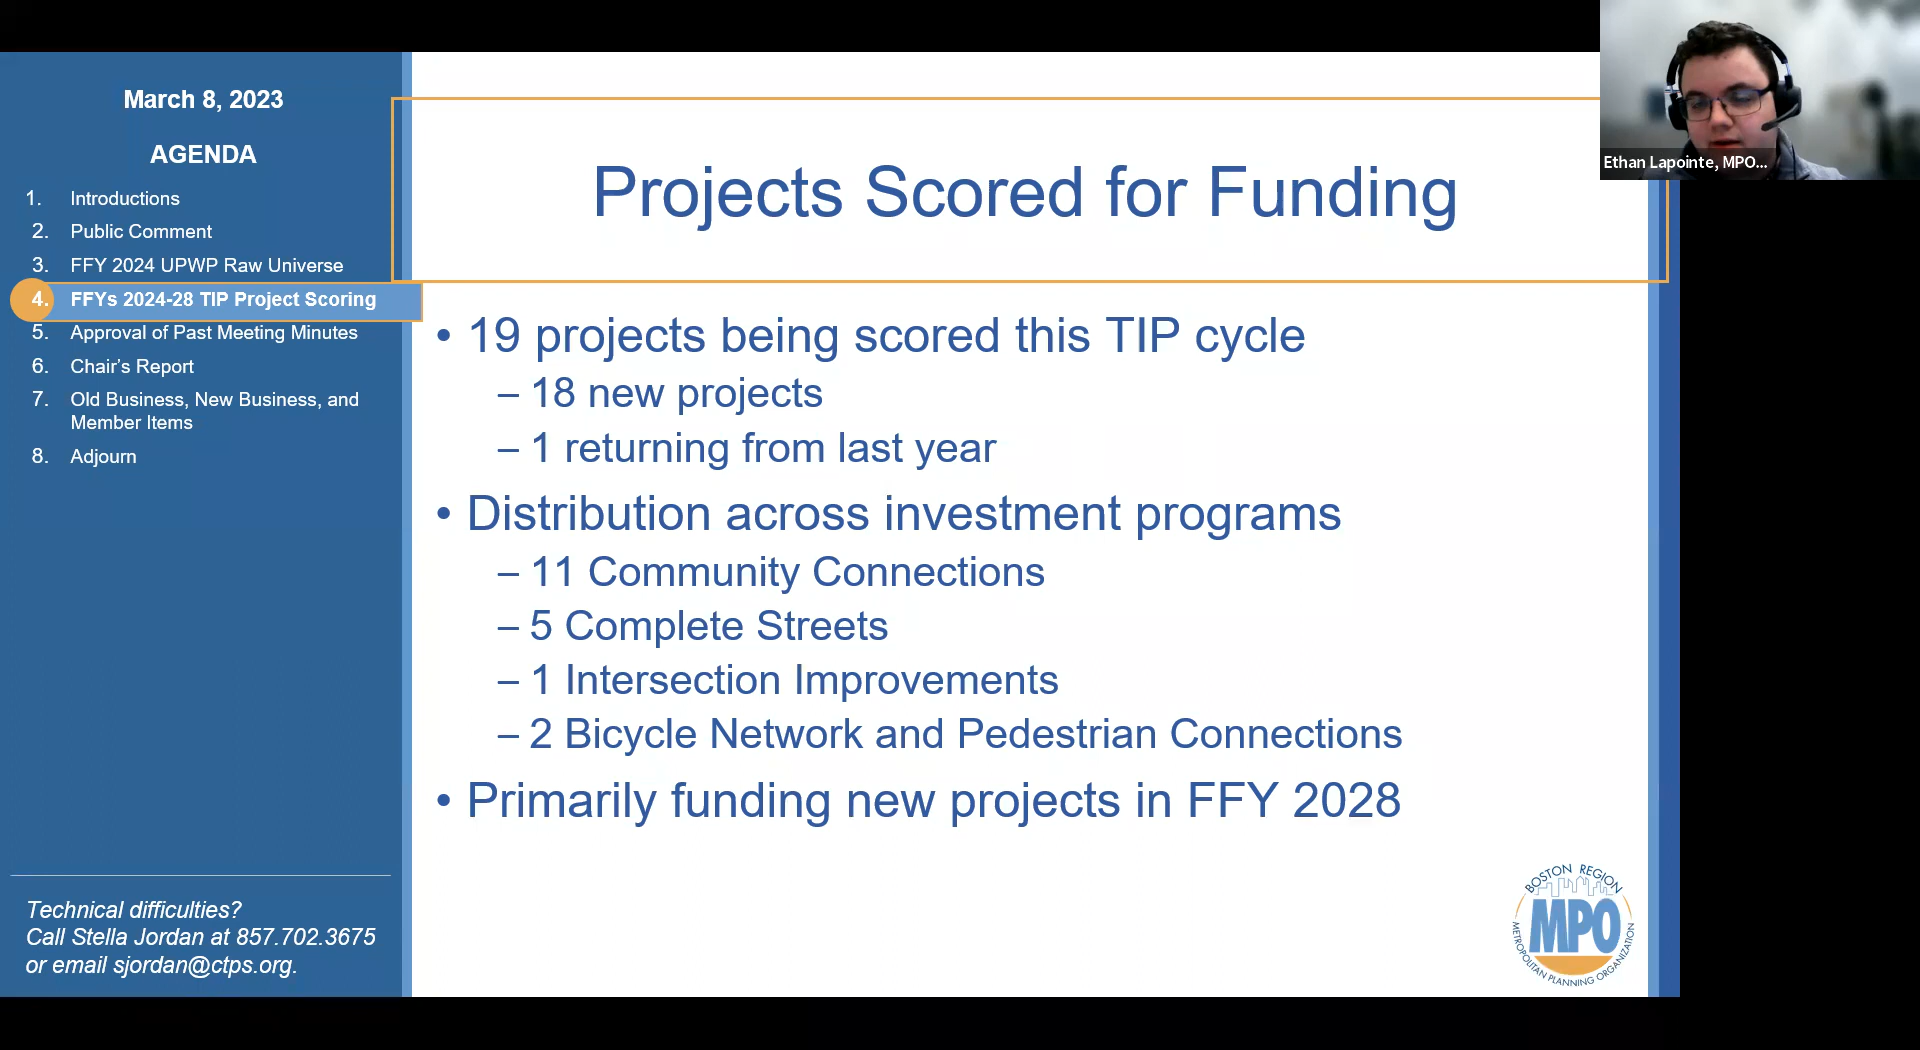 March 8, 2023
AGENDA
1. Introductions
2. Public Comment
3. FFY 2024 UPWP Raw Universe
4. FFYs 2024-28 TIP Project Scoring
5. Approval of Past Meeting Minutes
6. Chair's Report
7. Old Business, New Business, and
Member Items
8. Adjourn
Technical difficulties?
Call Stella Jordan at 857.702.3675
or email sjordan@ctps.org.
Projects Scored for Funding
• 19 projects being scored this TIP cycle
– 18 new projects
– 1 returning from last year
• Distribution across investment programs
– 11 Community Connections
– 5 Complete Streets
– 1 Intersection Improvements
– 2 Bicycle Network and Pedestrian Connections
• Primarily funding new projects in FFY 2028
BOSTON REGION
MPO
METROPOLITAN PLANNING ORGANIZATION
Ethan Lapointe, MPO...